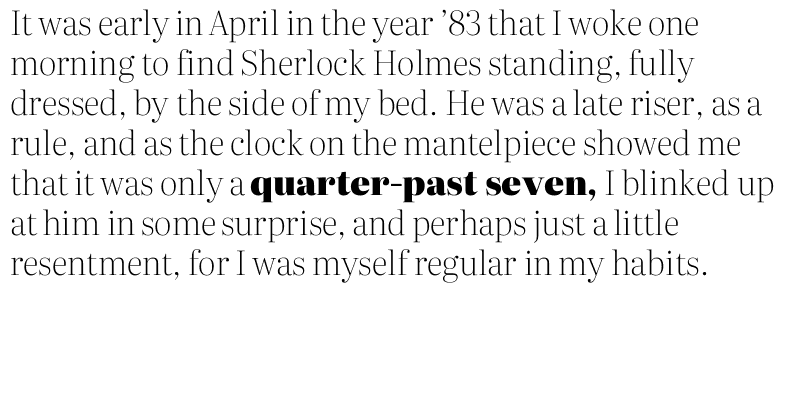 It was early in April in the year ’83 that I woke one
morning to find Sherlock Holmes standing, fully
dressed, by the side of my bed. He was a late riser, as a
rule, and as the clock on the mantelpiece showed me
that it was only a quarter-past seven, I blinked up
at him in some surprise, and perhaps just a little
resentment, for I was myself regular in my habits.